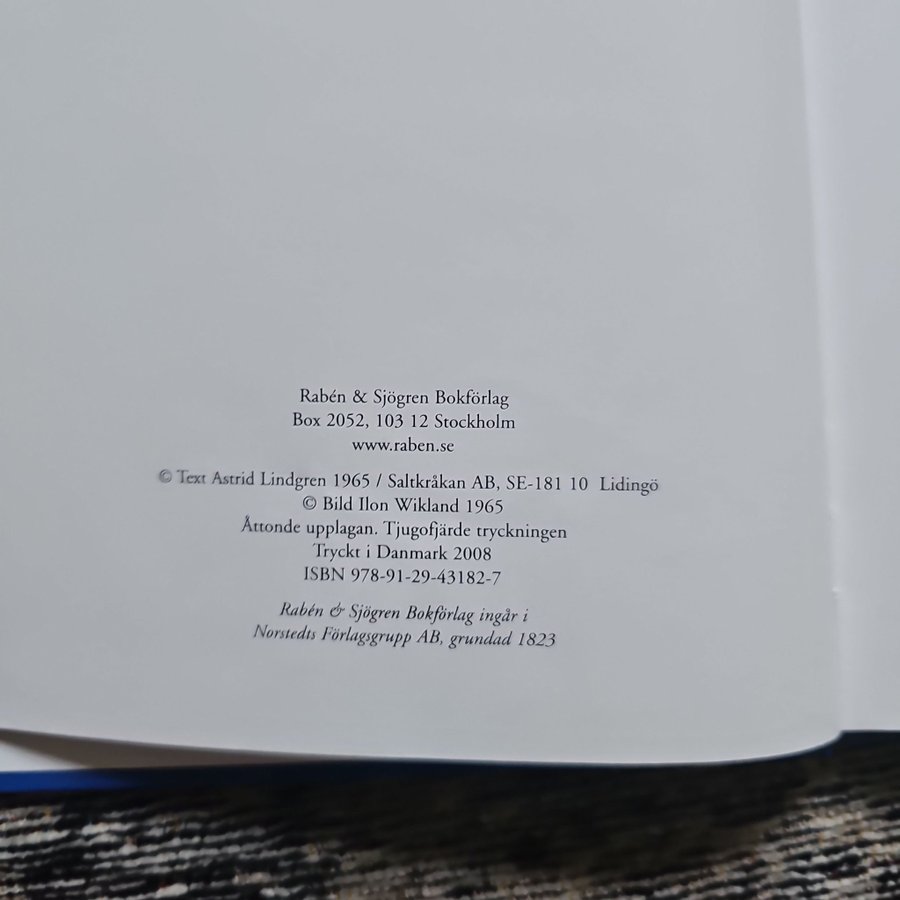 Rabén & Sjögren Bokförlag
Box 2052, 103 12 Stockholm
www.raben.se
© Text Astrid Lindgren 1965 / Saltkråkan AB, SE-181 10 Lidingö
© Bild Ilon Wikland 1965
Åttonde upplagan. Tjugofjärde tryckningen
Tryckt i Danmark 2008
ISBN 978-91-29-43182-7
Rabén & Sjögren Bokförlag ingår i
Norstedts Förlagsgrupp AB, grundad 1823